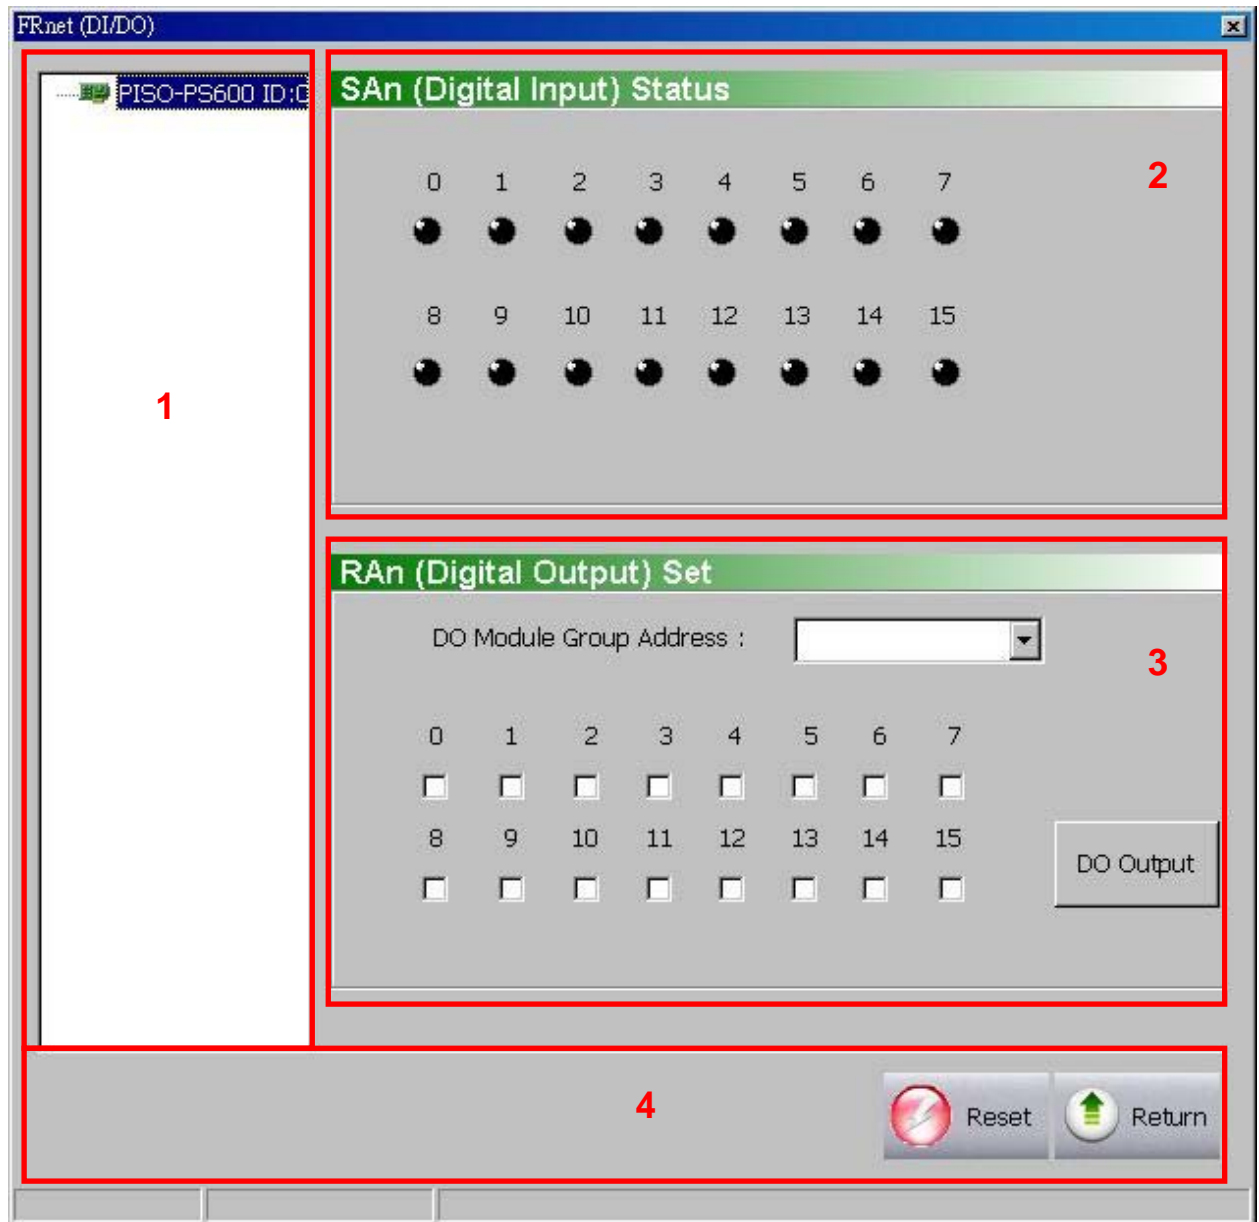 FRnet (DI/DO)
PISO-PS600 ID:0
1
SAn (Digital Input) Status
0 1 2 3 4 5 6 7
2
8 9 10 11 12 13 14 15
RAn (Digital Output) Set
DO Module Group Address :
3
0 1 2 3 4 5 6 7
8 9 10 11 12 13 14 15
DO Output
4
Reset
Return